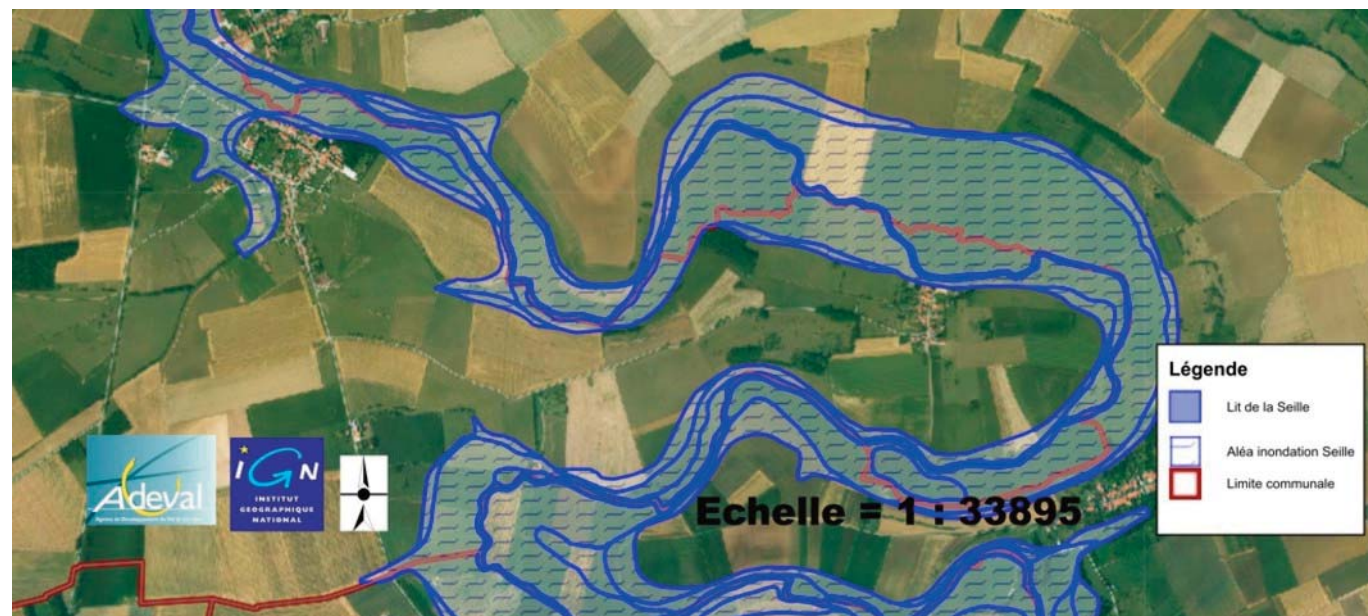 Légende
Lit de la Seille
Aléa inondation Seille
Limite communale
Adeval
IGN
INSTITUT
GEOGRAPHIQUE
NATIONAL
Echelle = 1 : 33895